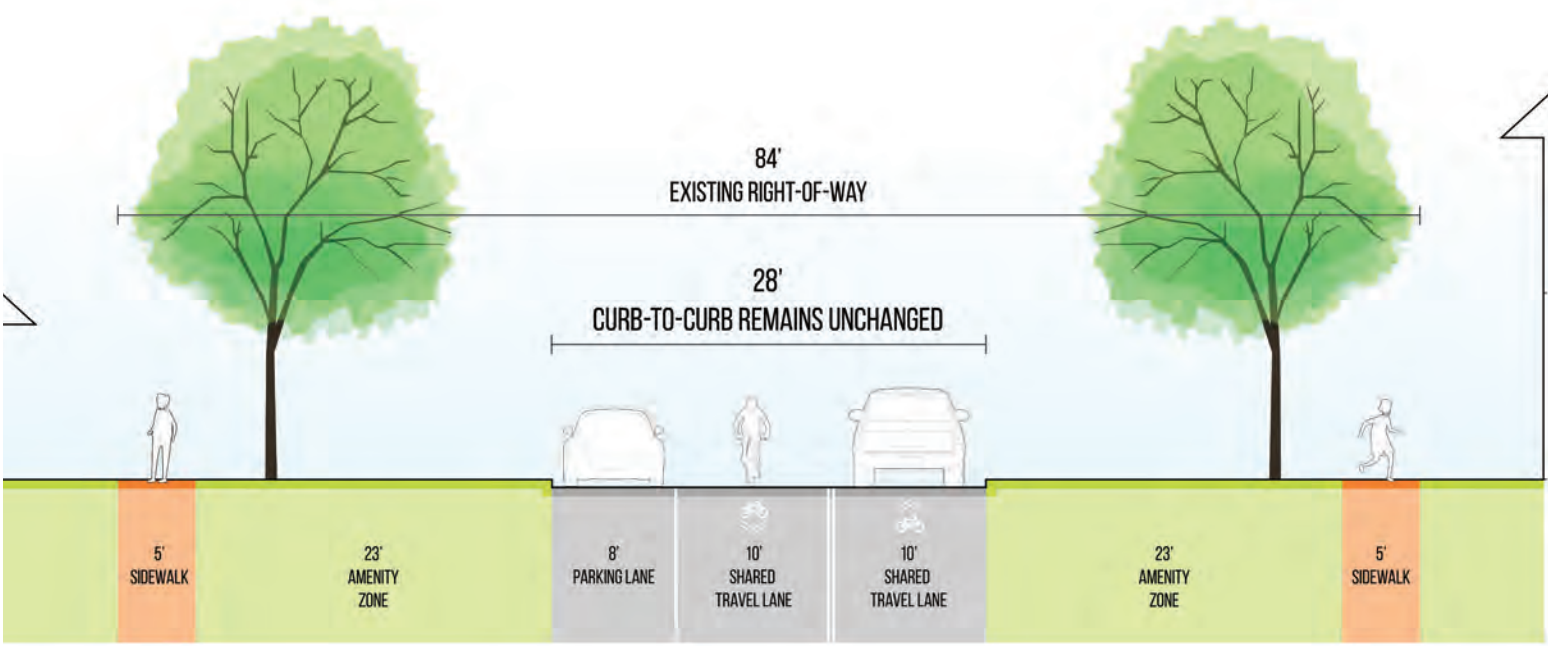 84'
EXISTING RIGHT-OF-WAY
28'
CURB-TO-CURB REMAINS UNCHANGED
5'
SIDEWALK
23'
AMENITY
ZONE
8'
PARKING LANE
10'
SHARED
TRAVEL LANE
10'
SHARED
TRAVEL LANE
23'
AMENITY
ZONE
5'
SIDEWALK